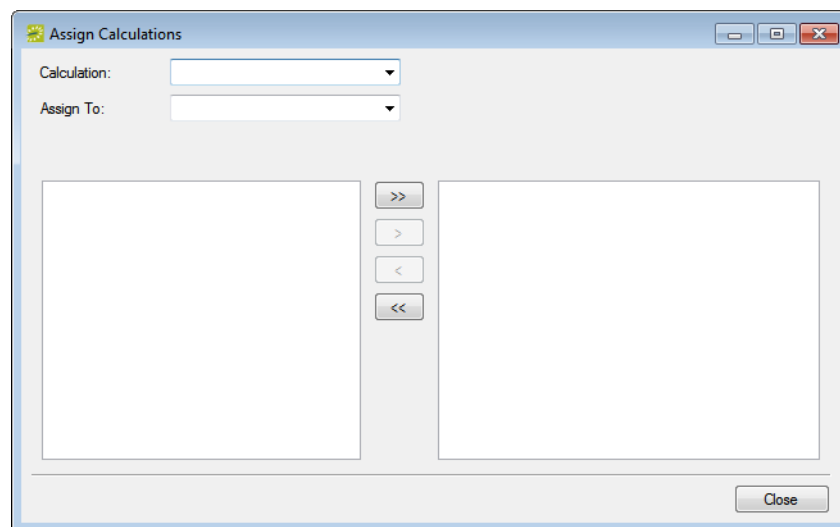 Assign Calculations
Calculation:
Assign To:
>>
>
<
<<
Close